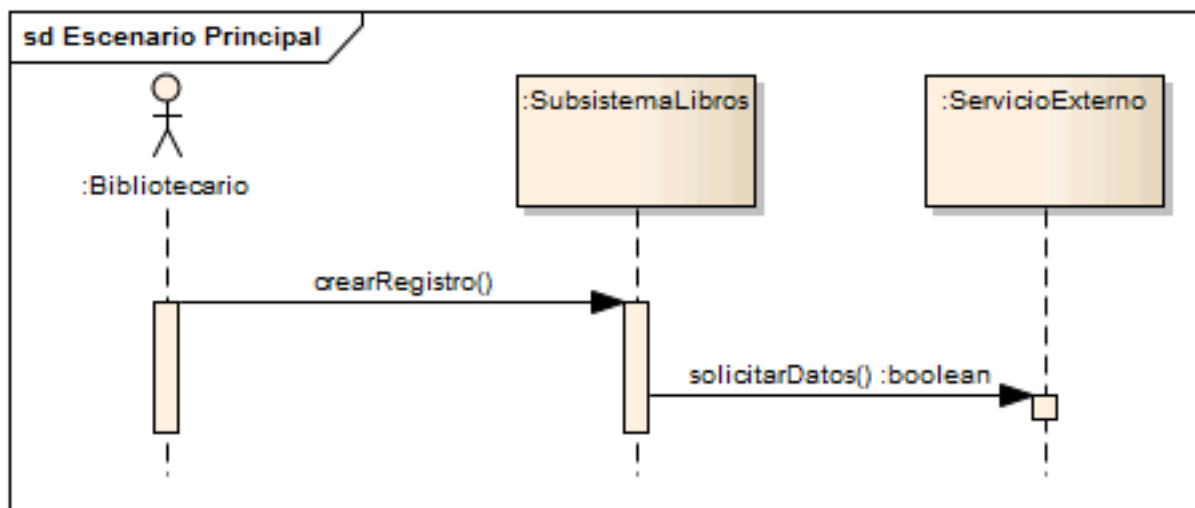 sd Escenario Principal
:SubsistemaLibros
:ServicioExterno
:Bibliotecario
crearRegistro()
solicitarDatos() :boolean